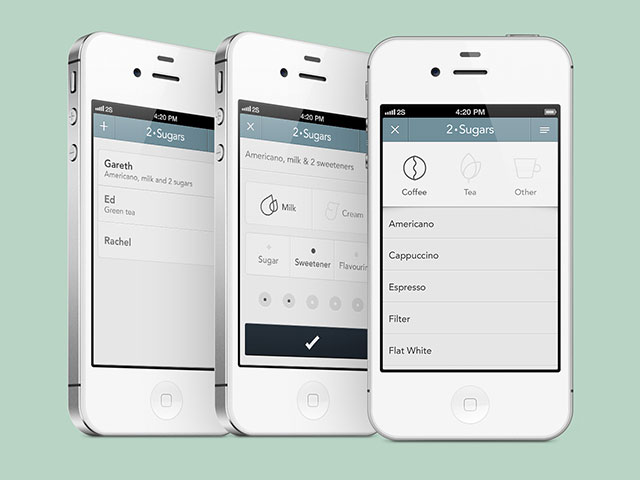 4:20 PM
2•Sugars
Gareth
Americano, milk and 2 sugars
Ed
Green tea
Rachel
2S
4:20 PM
2•Sugars
Americano, milk & 2 sweeteners
Milk
Cream
Sugar
Sweetener
Flavouring
2S
4:20 PM
2•Sugars
Coffee
Tea
Other
Americano
Cappuccino
Espresso
Filter
Flat White
2S